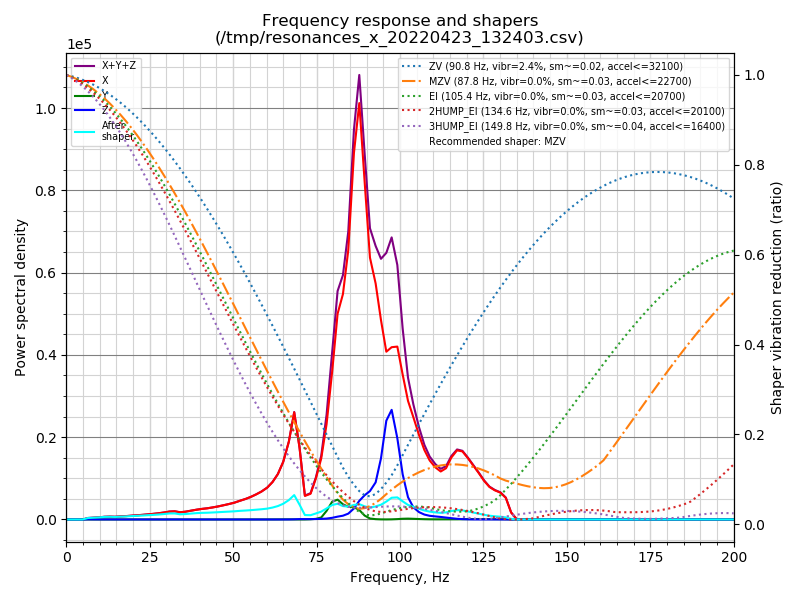 Frequency response and shapers
(/tmp/resonances_x_20220423_132403.csv)
1e5
X+Y+Z
X
Y
Z
After
shaper
ZV (90.8 Hz, vibr=2.4%, sm~=0.02, accel<=32100)
MZV (87.8 Hz, vibr=0.0%, sm~=0.03, accel<=22700)
EI (105.4 Hz, vibr=0.0%, sm~=0.03, accel<=20700)
2HUMP_EI (134.6 Hz, vibr=0.0%, sm~=0.03, accel<=20100)
3HUMP_EI (149.8 Hz, vibr=0.0%, sm~=0.04, accel<=16400)
Recommended shaper: MZV
Power spectral density
1.0
0.8
0.6
0.4
0.2
0.0
1.0
0.8
0.6
0.4
0.2
0.0
Shaper vibration reduction (ratio)
0 25 50 75 100 125 150 175 200
Frequency, Hz